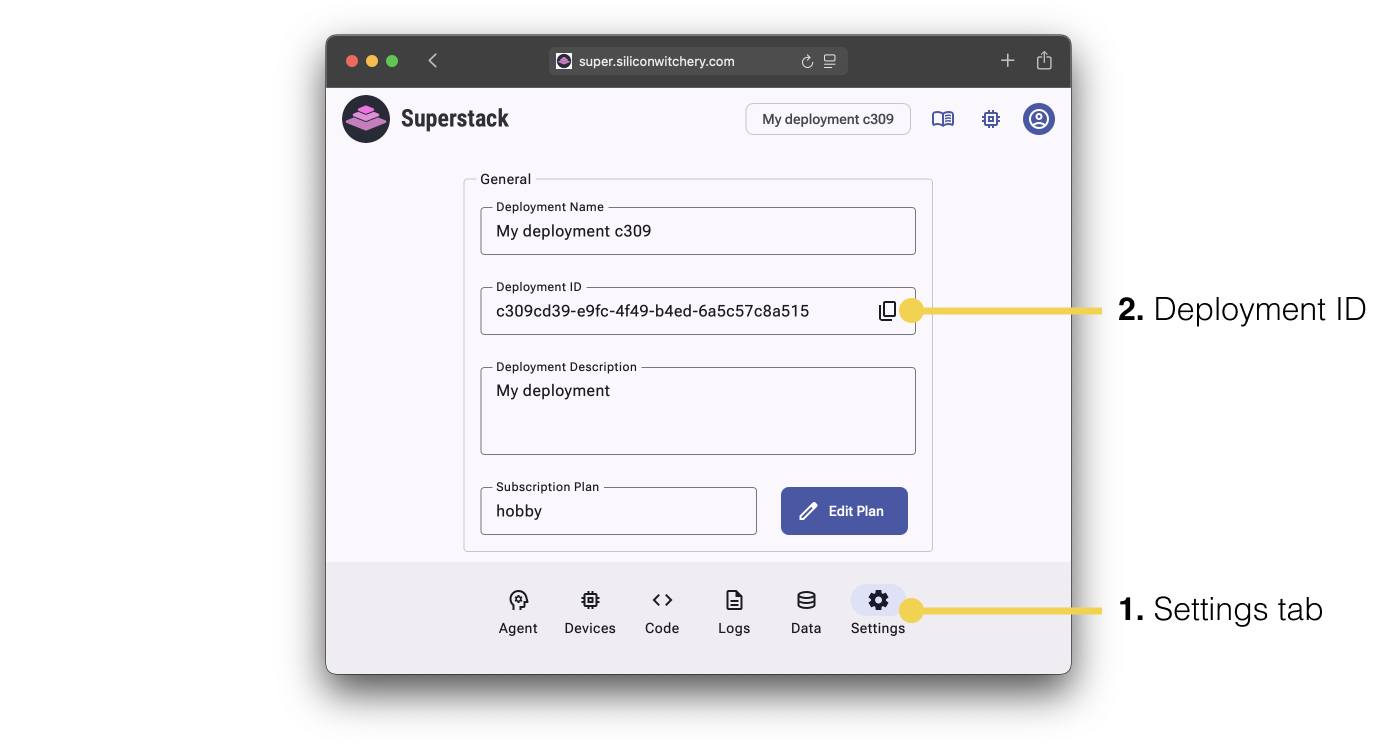 super.siliconwitchery.com
Superstack
My deployment c309
General
Deployment Name
My deployment c309
Deployment ID
c309cd39-e9fc-4f49-b4ed-6a5c57c8a515
2. Deployment ID
Deployment Description
My deployment
Subscription Plan
hobby
Edit Plan
Agent
Devices
Code
Logs
Data
Settings
1. Settings tab